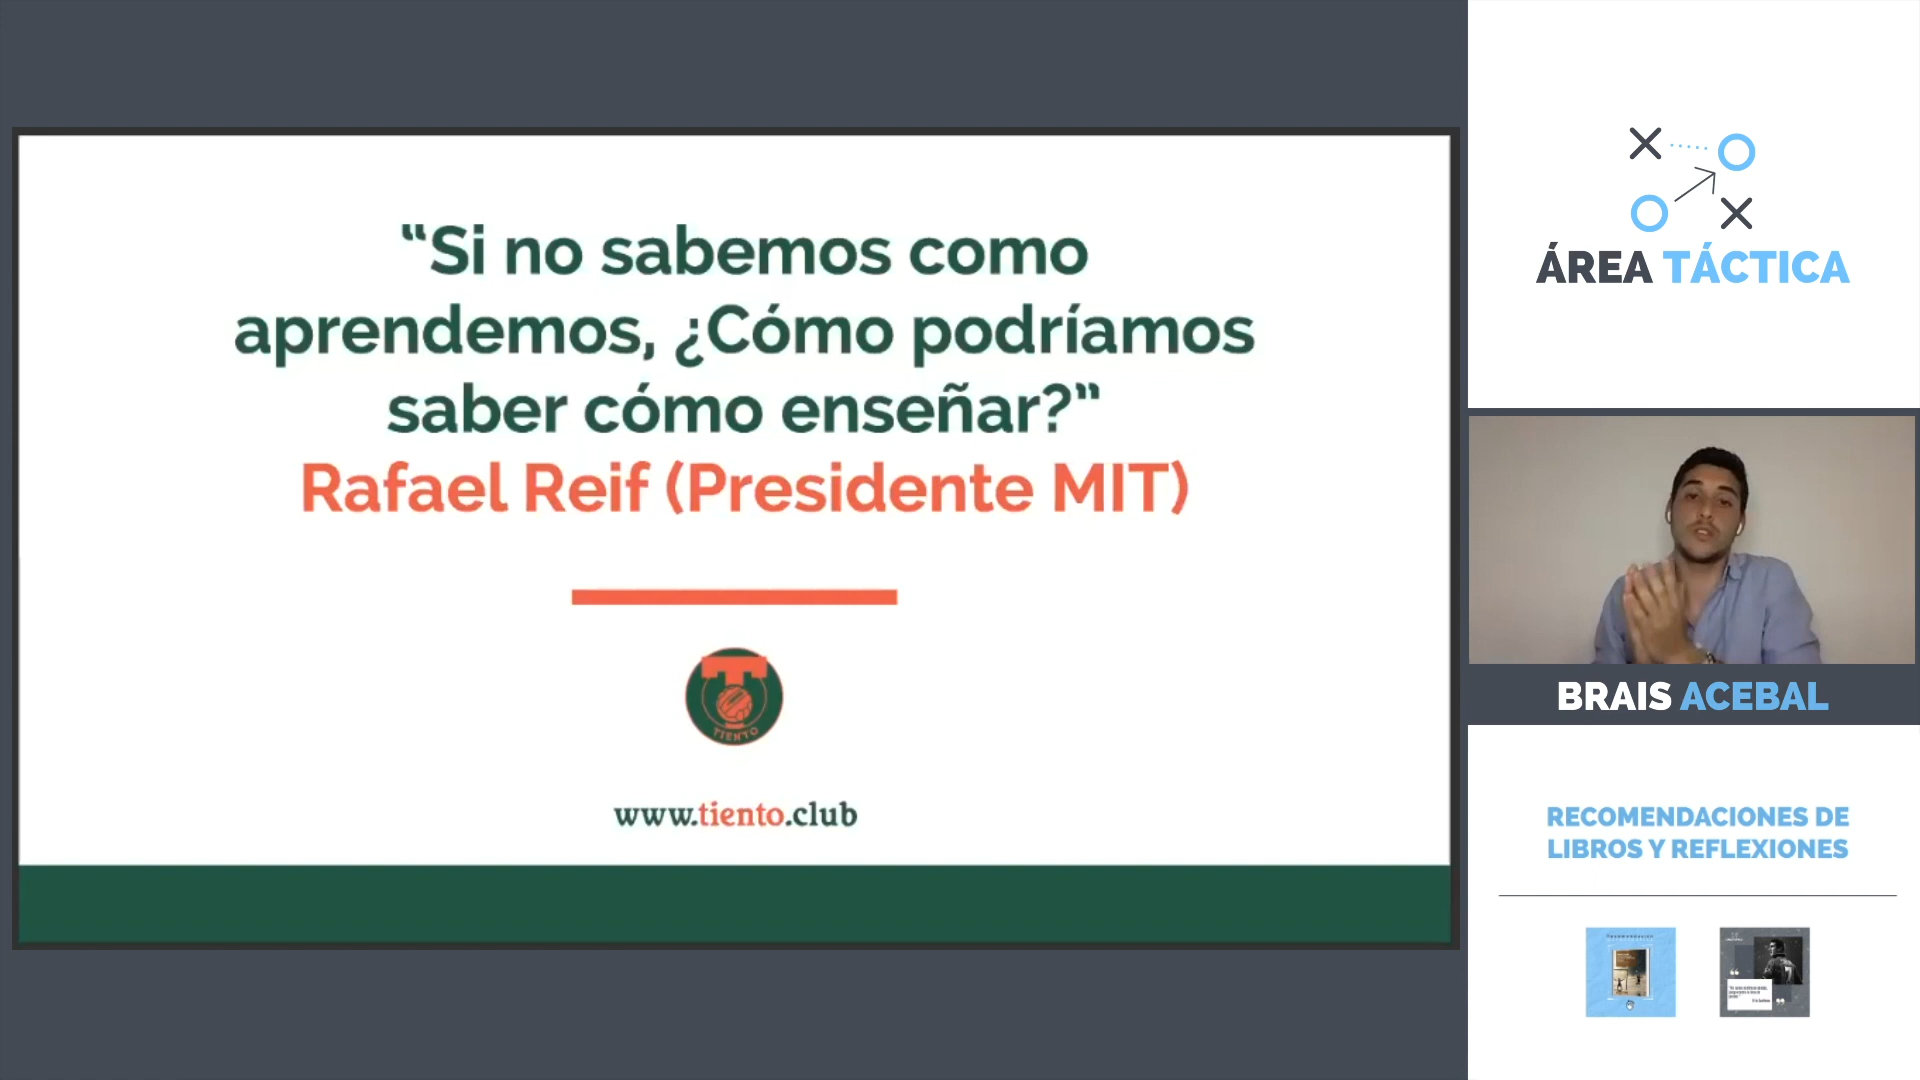 “Si no sabemos como
aprendemos, ¿Cómo podríamos
saber cómo enseñar?”
Rafael Reif (Presidente MIT)
TIENTO
www.tiento.club
ÁREA TÁCTICA
BRAIS ACEBAL
RECOMENDACIONES DE
LIBROS Y REFLEXIONES